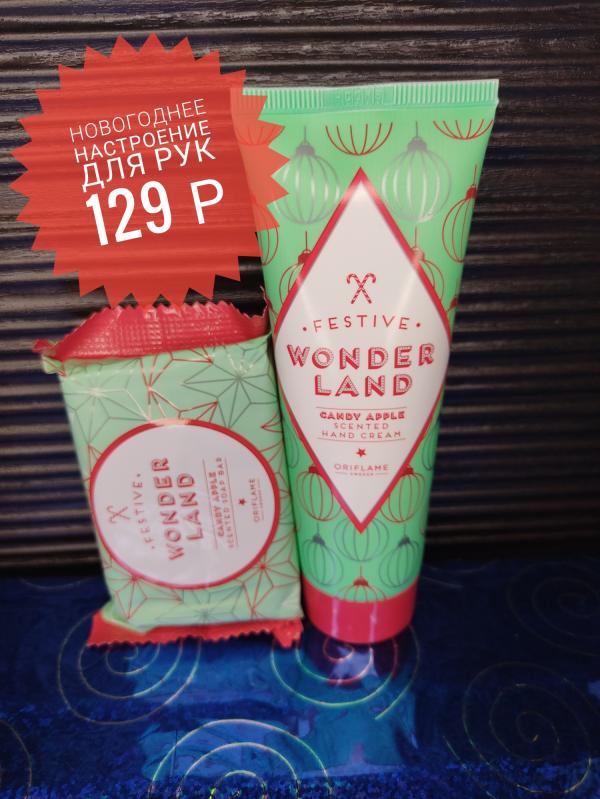 НОВОГОДНЕЕ
НАСТРОЕНИЕ
ДЛЯ РУК
129 Р
· FESTIVE ·
WONDER
LAND
CANDY APPLE
SCENTED
HAND CREAM
ORIFLAME
SWEDEN
· FESTIVE ·
WONDER
LAND
CANDY APPLE
SCENTED SOAP BAR
ORIFLAME